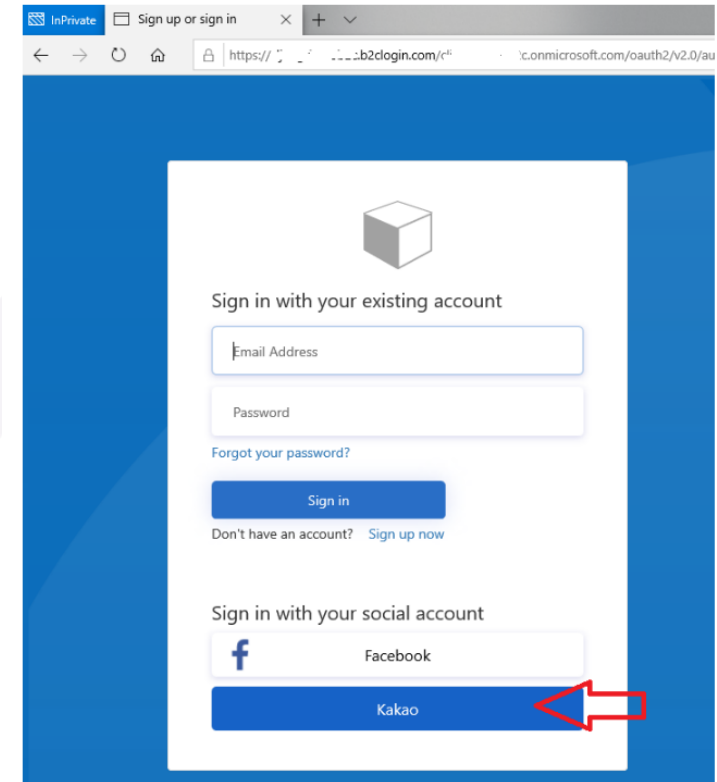 InPrivate
Sign up or sign in
https:// .b2clogin.com/ .onmicrosoft.com/oauth2/v2.0/au
Sign in with your existing account
Email Address
Password
Forgot your password?
Sign in
Don't have an account? Sign up now
Sign in with your social account
Facebook
Kakao